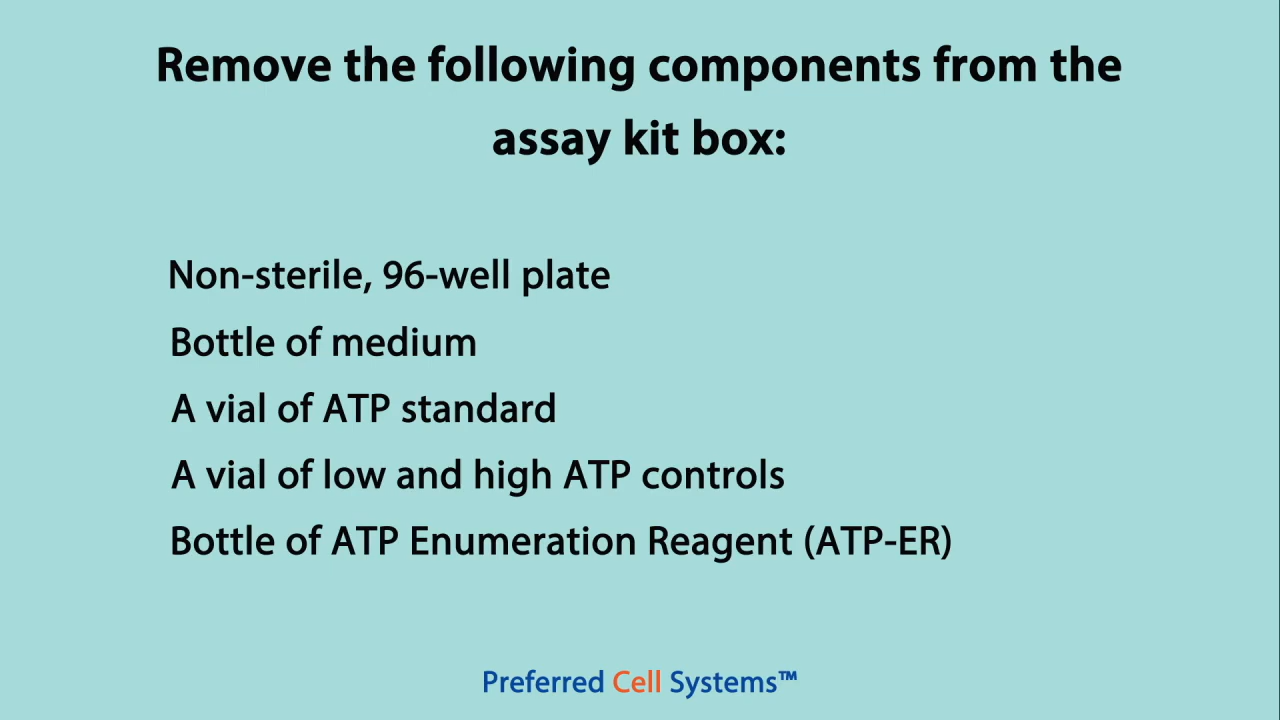 Remove the following components from the
assay kit box:
Non-sterile, 96-well plate
Bottle of medium
A vial of ATP standard
A vial of low and high ATP controls
Bottle of ATP Enumeration Reagent (ATP-ER)
Preferred Cell Systems™